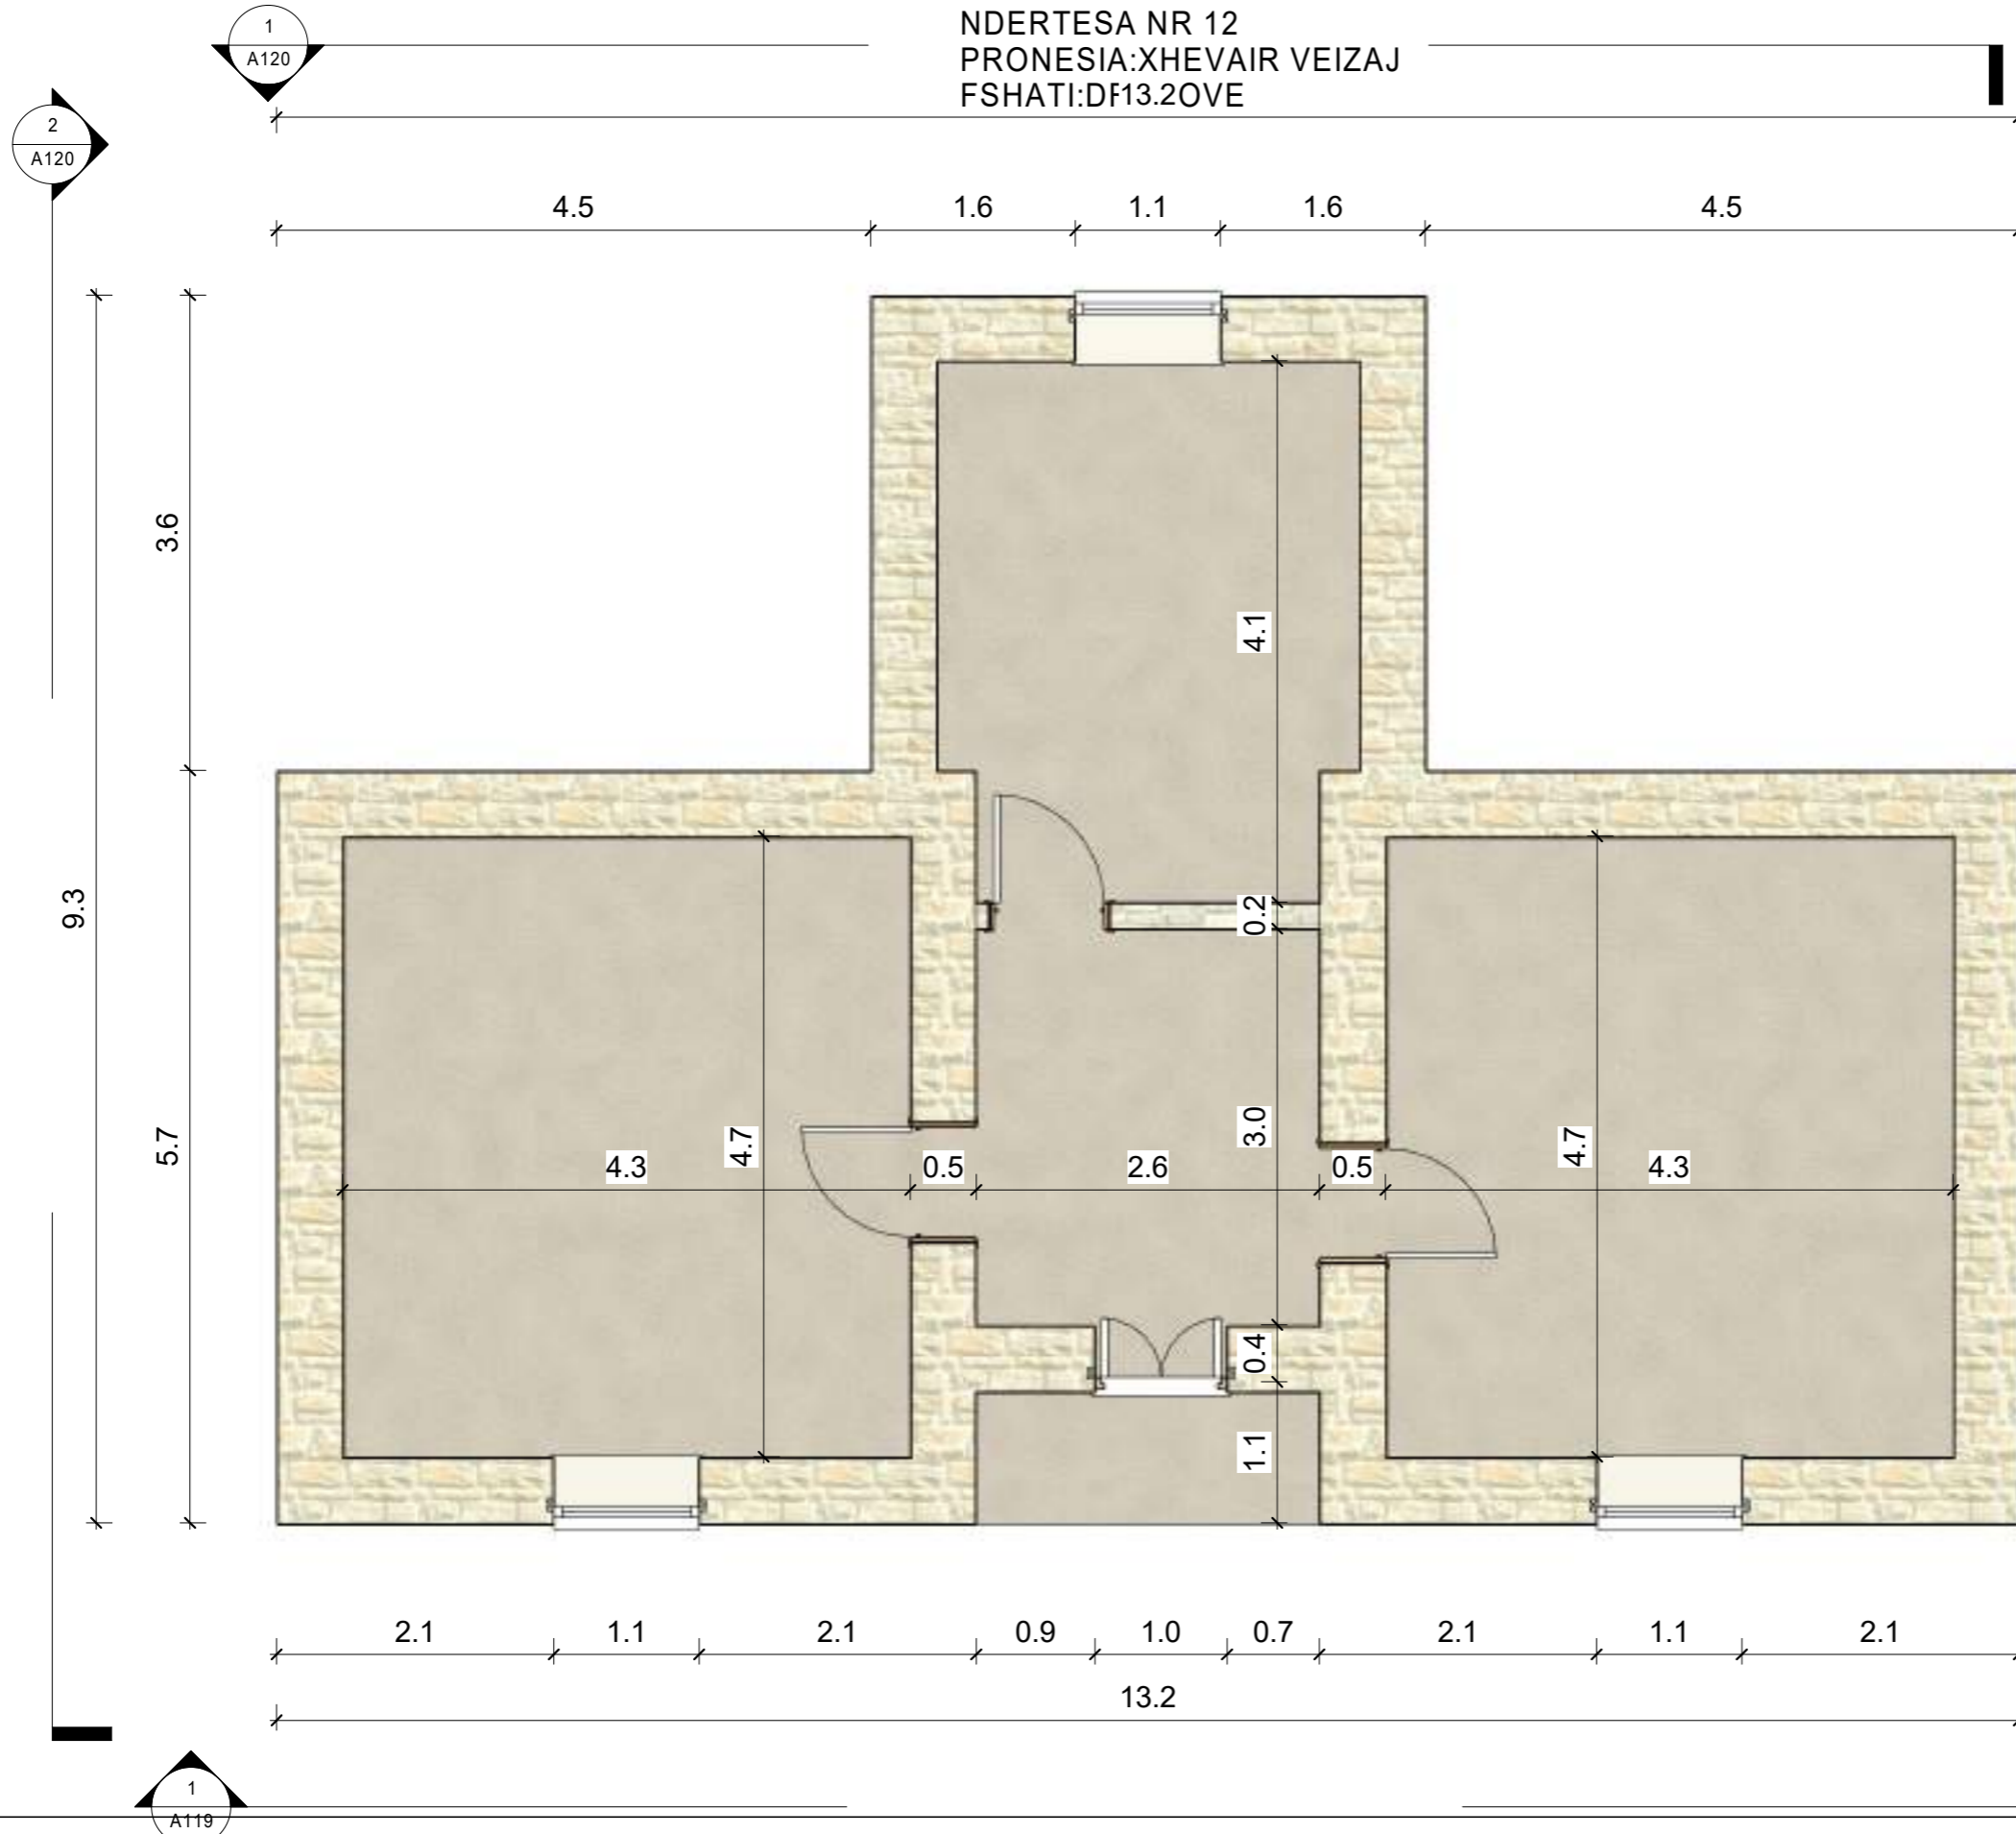 1
A120
NDERTESA NR 12
PRONESIA:XHEVAIR VEIZAJ
FSHATI:DF13.2OVE
2
A120
4.5 1.6 1.1 1.6 4.5
3.6
4.1
9.3
0.2
5.7
4.7
3.0
4.7
4.3 0.5 2.6 0.5 4.3
0.4
1.1
2.1 1.1 2.1 0.9 1.0 0.7 2.1 1.1 2.1
13.2
1
A119